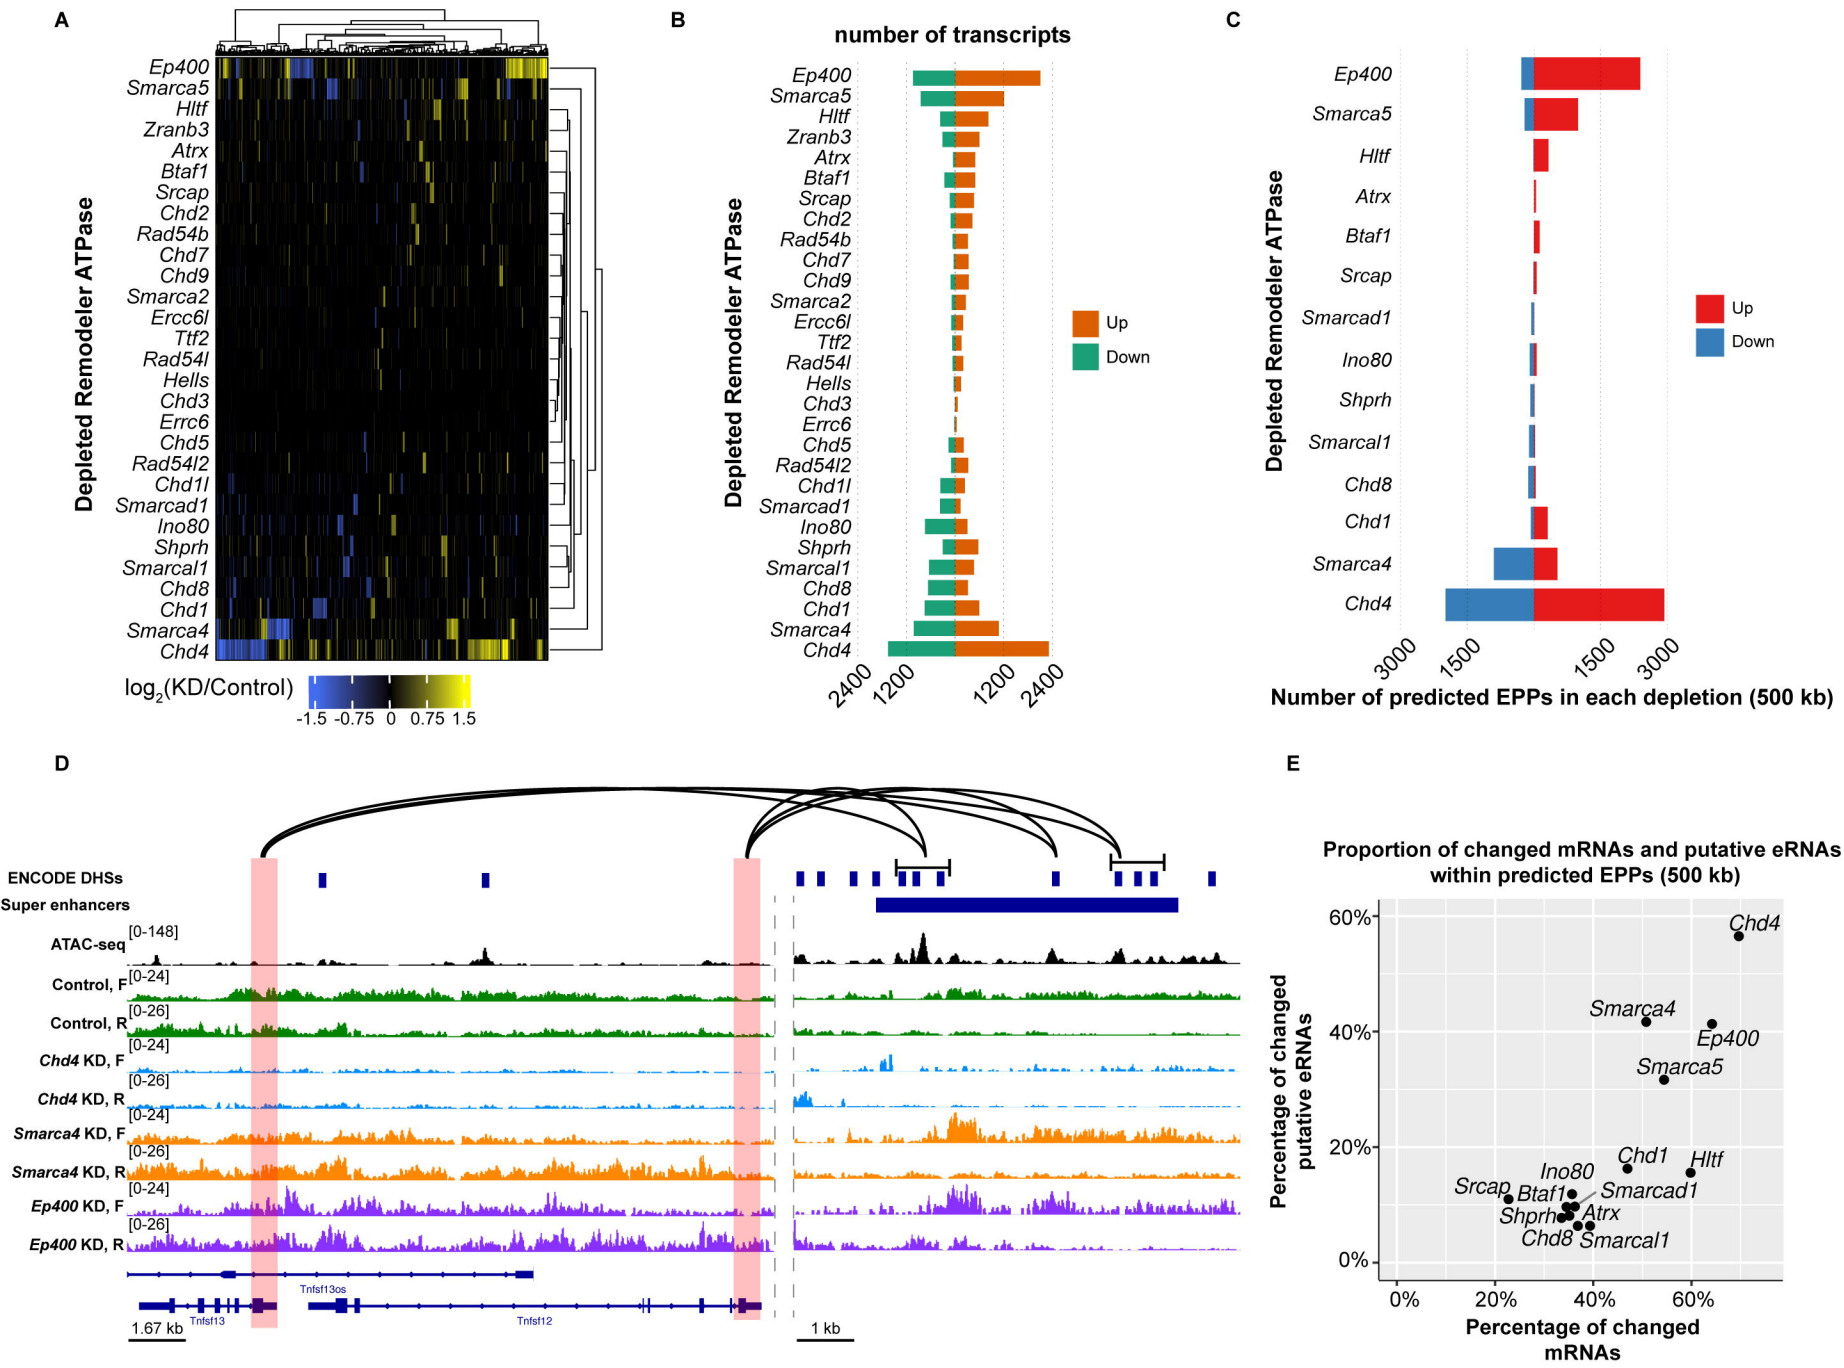 A
Ep400
Smarca5
Hltf
Zranb3
Atrx
Btaf1
Srcap
Chd2
Rad54b
Chd7
Chd9
Smarca2
Ercc6l
Ttf2
Rad54l
Hells
Chd3
Errc6
Chd5
Rad54l2
Chd1l
Smarcad1
Ino80
Shprh
Smarcal1
Chd8
Chd1
Smarca4
Chd4
Depleted Remodeler ATPase
log2(KD/Control)
-1.5 -0.75 0 0.75 1.5
B
number of transcripts
Ep400
Smarca5
Hltf
Zranb3
Atrx
Btaf1
Srcap
Chd2
Rad54b
Chd7
Chd9
Smarca2
Ercc6l
Ttf2
Rad54l
Hells
Chd3
Errc6
Chd5
Rad54l2
Chd1l
Smarcad1
Ino80
Shprh
Smarcal1
Chd8
Chd1
Smarca4
Chd4
Depleted Remodeler ATPase
2400 1200 1200 2400
Up
Down
C
Ep400
Smarca5
Hltf
Atrx
Btaf1
Srcap
Smarcad1
Ino80
Shprh
Smarcal1
Chd8
Chd1
Smarca4
Chd4
Depleted Remodeler ATPase
3000 1500 1500 3000
Number of predicted EPPs in each depletion (500 kb)
Up
Down
D
ENCODE DHSs
Super enhancers
ATAC-seq [0-148]
Control, F [0-24]
Control, R [0-26]
Chd4 KD, F [0-24]
Chd4 KD, R [0-26]
Smarca4 KD, F [0-24]
Smarca4 KD, R [0-26]
Ep400 KD, F [0-24]
Ep400 KD, R [0-26]
Tnfsf13os
Tnfsf13
Tnfsf12
1.67 kb
1 kb
E
Proportion of changed mRNAs and putative eRNAs
within predicted EPPs (500 kb)
60%
40%
20%
0%
Percentage of changed
putative eRNAs
Chd4
Smarca4
Ep400
Smarca5
Chd1
Hltf
Ino80
Srcap
Btaf1
Smarcad1
Shprh
Atrx
Chd8
Smarcal1
0% 20% 40% 60%
Percentage of changed
mRNAs